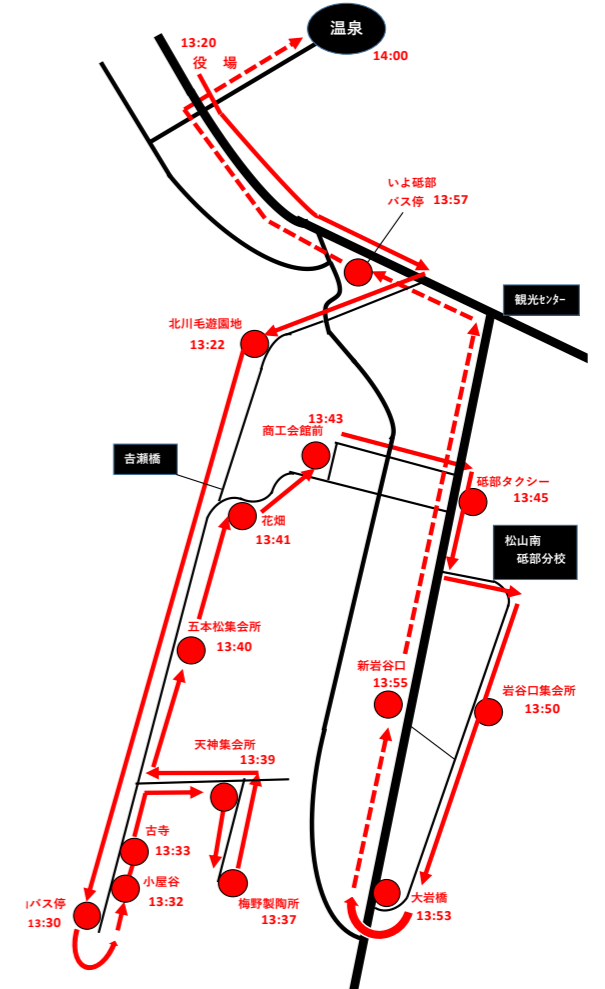 温泉
13:20
役 場
14:00
いよ砥部
バス停 13:57
観光センター
北川毛遊園地
13:22
13:43
商工会館前
吉瀬橋
砥部タクシー
13:45
花畑
13:41
松山南
砥部分校
五本松集会所
13:40
新岩谷口
13:55
岩谷口集会所
13:50
天神集会所
13:39
古寺
13:33
小屋谷
13:32
バス停
13:30
梅野製陶所
13:37
大岩橋
13:53